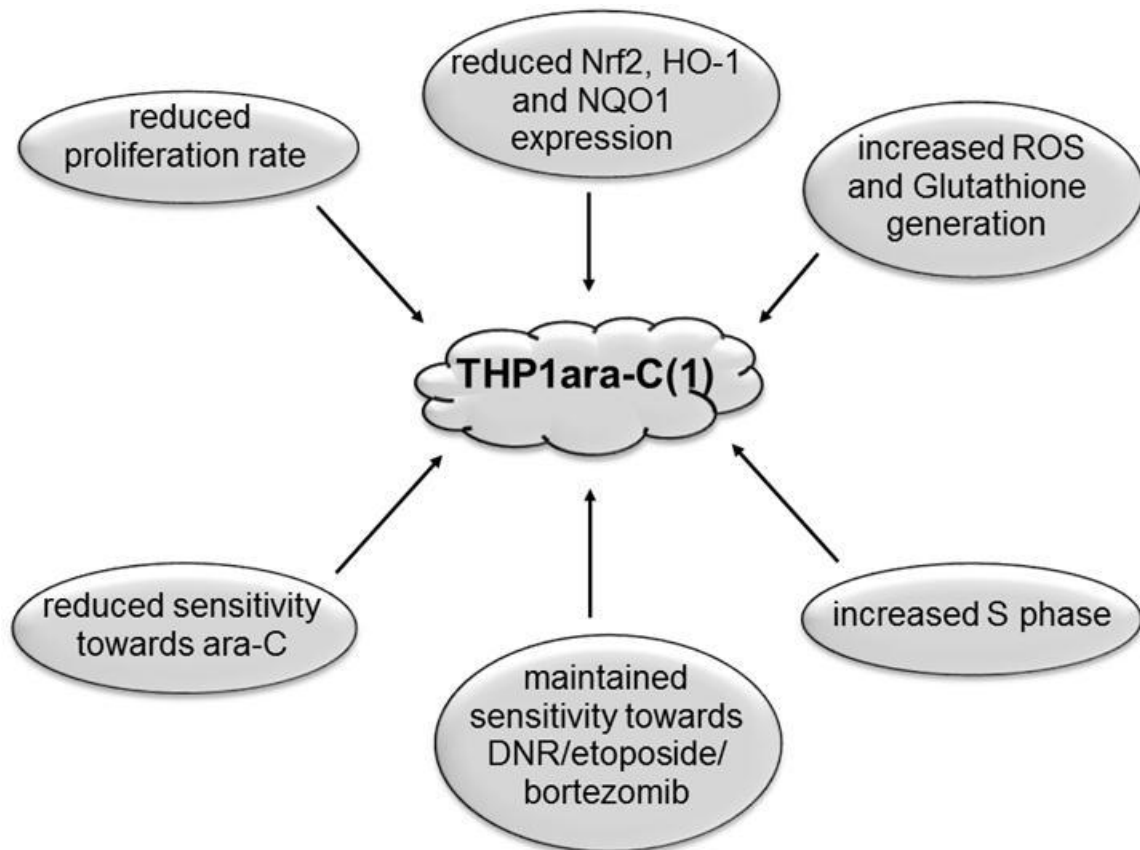 reduced
proliferation rate
reduced Nrf2, HO-1
and NQO1
expression
increased ROS
and Glutathione
generation
THP1ara-C(1)
reduced sensitivity
towards ara-C
maintained
sensitivity towards
DNR/etoposide/
bortezomib
increased S phase